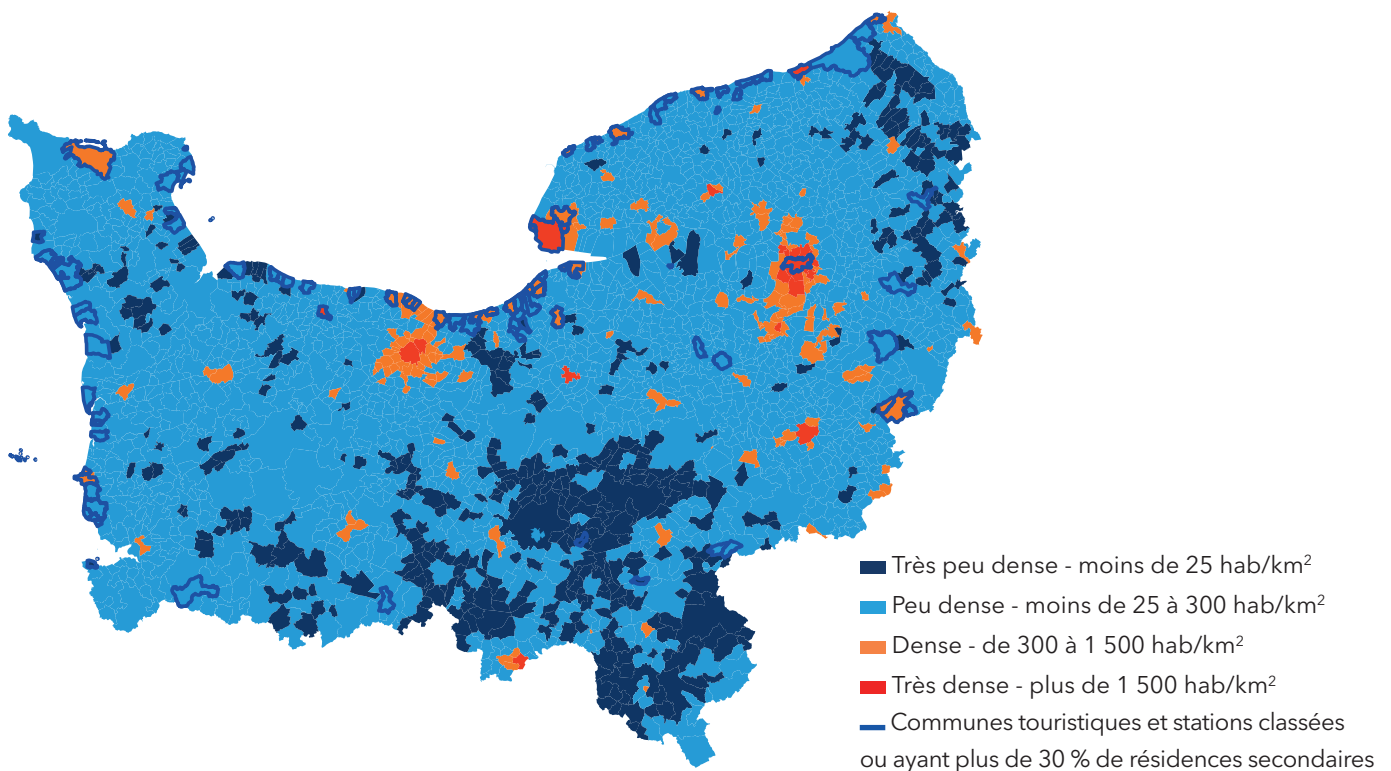 Très peu dense - moins de 25 hab/km²
Peu dense - moins de 25 à 300 hab/km²
Dense - de 300 à 1 500 hab/km²
Très dense - plus de 1 500 hab/km²
Communes touristiques et stations classées
ou ayant plus de 30 % de résidences secondaires